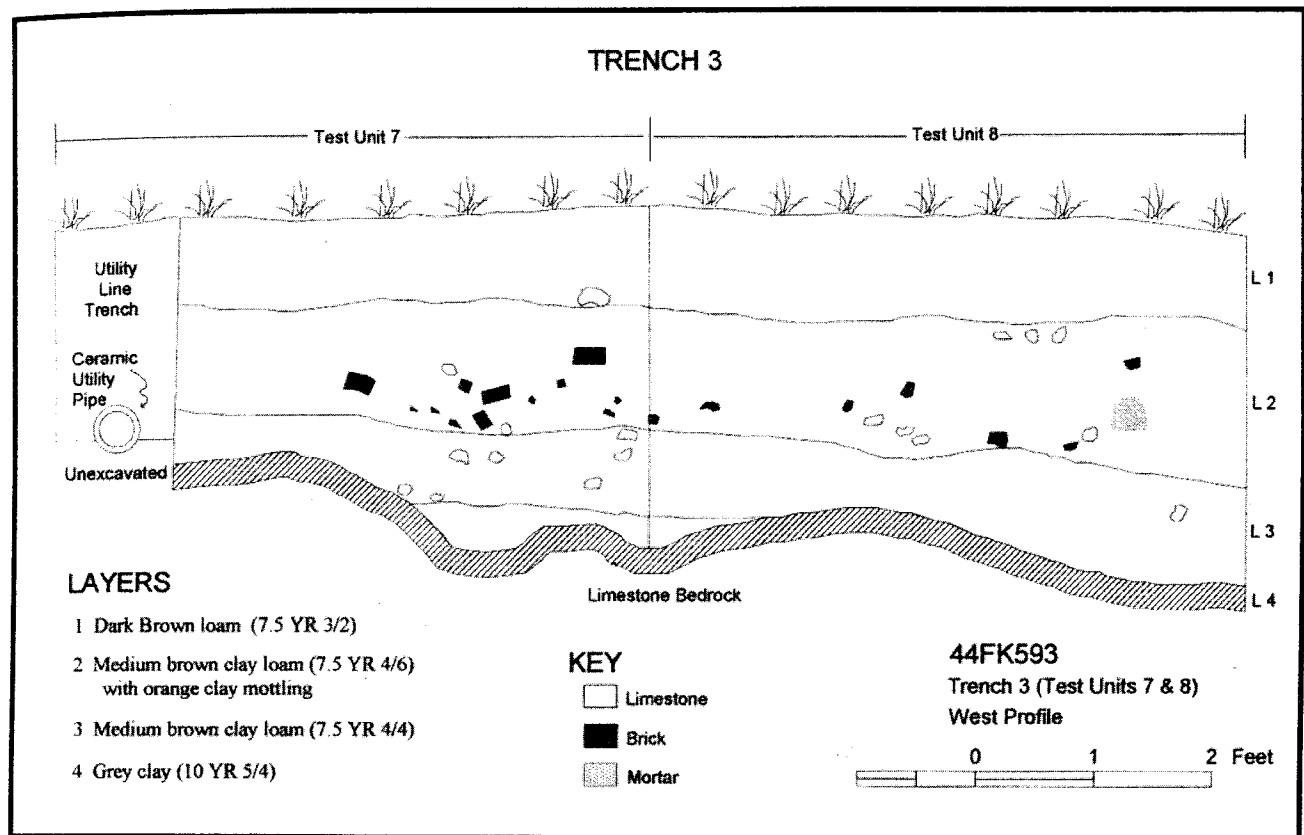 TRENCH 3
Test Unit 7
Test Unit 8
Utility
Line
Trench
Ceramic
Utility
Pipe
Unexcavated
L 1
L 2
L 3
L 4
Limestone Bedrock
LAYERS
1 Dark Brown loam (7.5 YR 3/2)
2 Medium brown clay loam (7.5 YR 4/6)
with orange clay mottling
3 Medium brown clay loam (7.5 YR 4/4)
4 Grey clay (10 YR 5/4)
KEY
Limestone
Brick
Mortar
44FK593
Trench 3 (Test Units 7 & 8)
West Profile
0 1 2 Feet